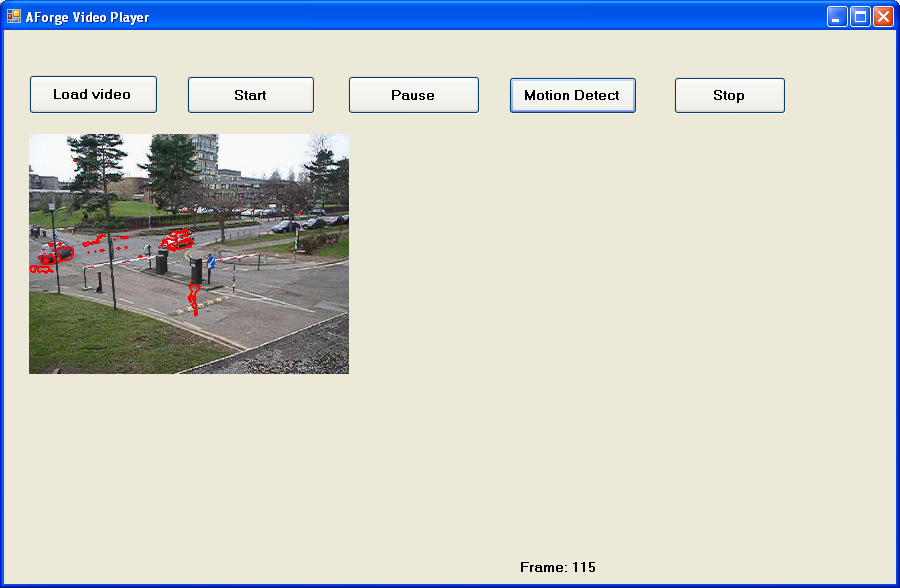 AForge Video Player
Load video
Start
Pause
Motion Detect
Stop
Frame: 115